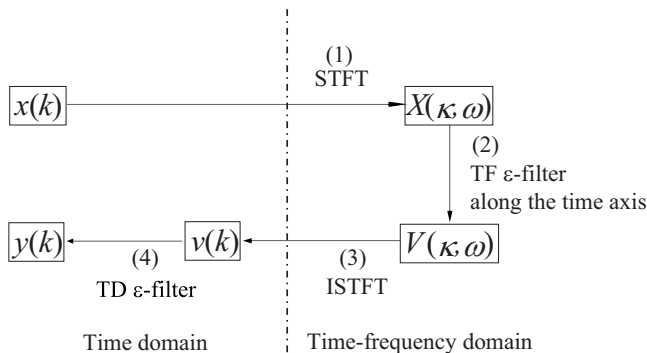 (1)
STFT
x(k)
X(κ,ω)
(2)
TF ε-filter
along the time axis
y(k)
v(k)
V(κ,ω)
(4)
TD ε-filter
(3)
ISTFT
Time domain
Time-frequency domain